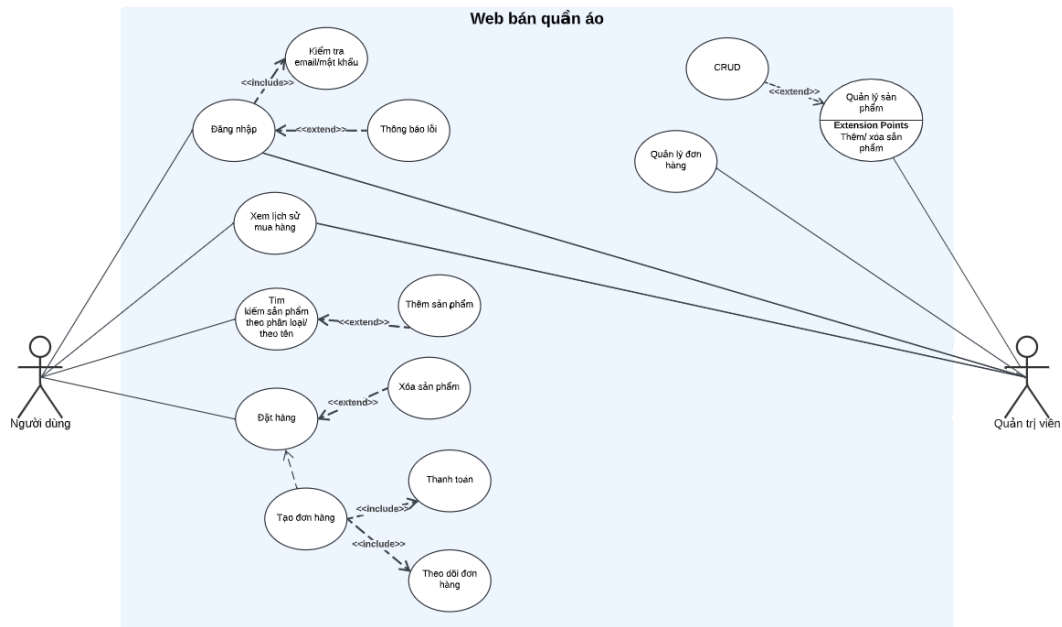 Web bán quần áo
Kiểm tra
email/mật khẩu
<<include>>
Đăng nhập
<<extend>>
Thông báo lỗi
CRUD
<<extend>>
Quản lý sản
phẩm
Extension Points
Thêm/ xóa sản
phẩm
Quản lý đơn
hàng
Xem lịch sử
mua hàng
Tìm
kiếm sản phẩm
theo phân loại/
theo tên
<<extend>>
Thêm sản phẩm
Người dùng
Quản trị viên
Xóa sản phẩm
<<extend>>
Đặt hàng
Thanh toán
<<include>>
Tạo đơn hàng
<<include>>
Theo dõi đơn
hàng